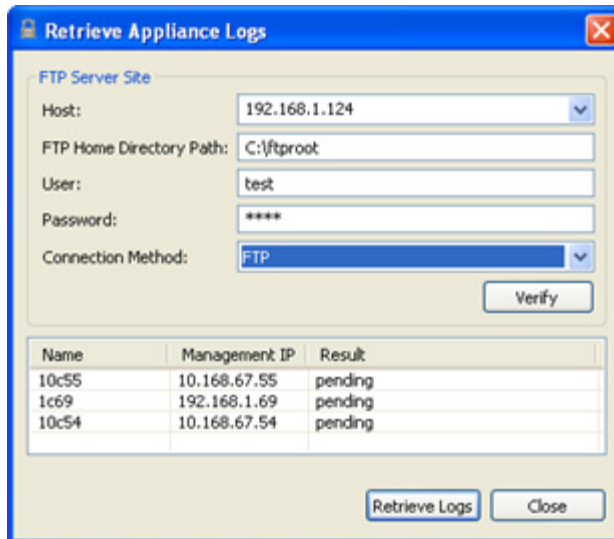 Retrieve Appliance Logs
FTP Server Site
Host: 192.168.1.124
FTP Home Directory Path: C:\ftproot
User: test
Password: ****
Connection Method: FTP
Verify
Name Management IP Result
10c55 10.168.67.55 pending
1c69 192.168.1.69 pending
10c54 10.168.67.54 pending
Retrieve Logs Close